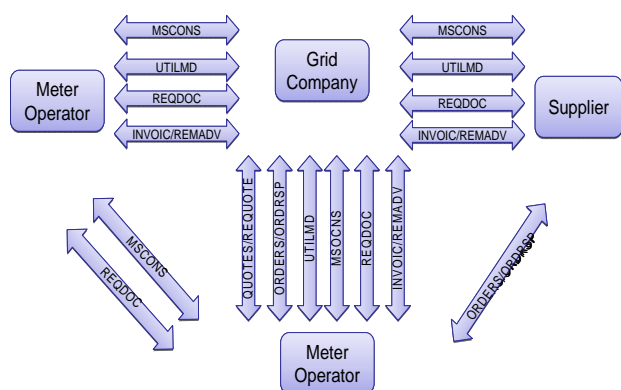 MSCONS
UTILMD
REQDOC
INVOIC/REMADV
Meter
Operator
Grid
Company
MSCONS
UTILMD
REQDOC
INVOIC/REMADV
Supplier
MSCONS
REQDOC
QUOTES/REQUOTE
ORDERS/ORDRSP
UTILMD
MSOCNS
REQDOC
INVOIC/REMADV
ORDERS/ORDRSP
Meter
Operator